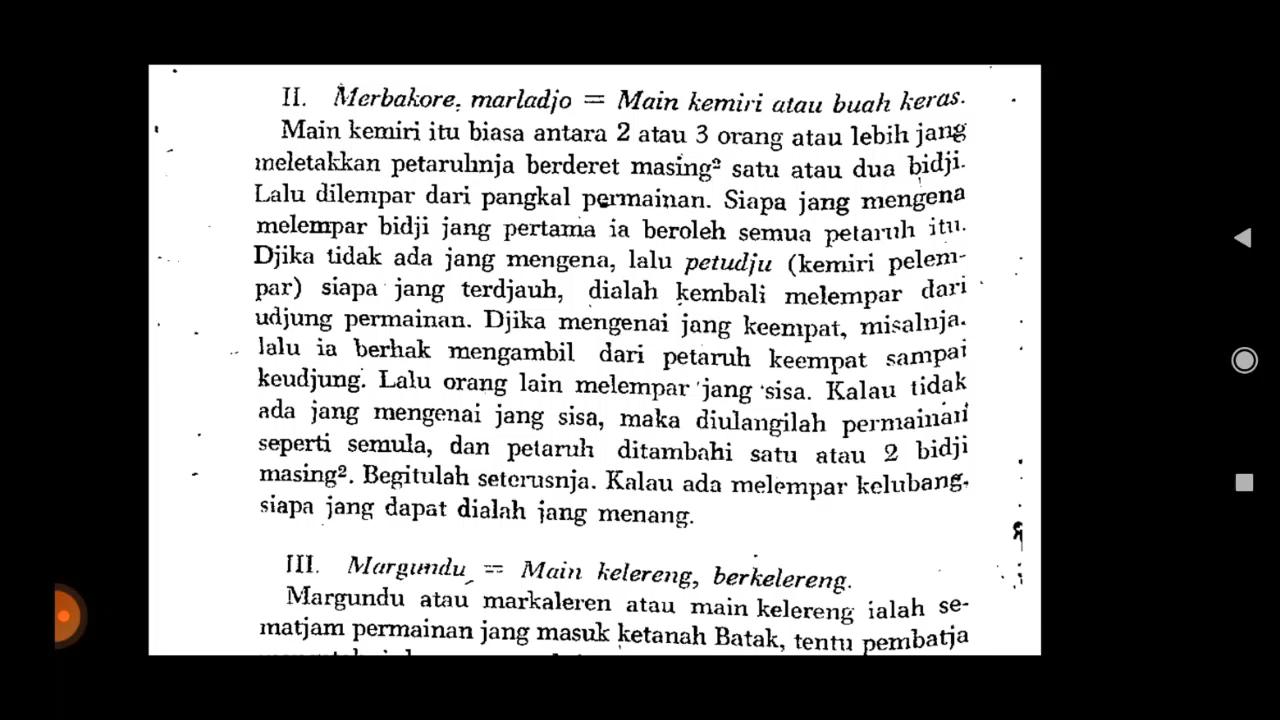 II. Merbakore, marladjo = Main kemiri atau buah keras.
Main kemiri itu biasa antara 2 atau 3 orang atau lebih jang
meletakkan petaruhnja berderet masing² satu atau dua bidji.
Lalu dilempar dari pangkal permainan. Siapa jang mengena
melempar bidji jang pertama ia beroleh semua petaruh itu.
Djika tidak ada jang mengena, lalu petudju (kemiri pelem-
par) siapa jang terdjauh, dialah kembali melempar dari
udjung permainan. Djika mengenai jang keempat, misalnja.
lalu ia berhak mengambil dari petaruh keempat sampai
keudjung. Lalu orang lain melempar jang sisa. Kalau tidak
ada jang mengenai jang sisa, maka diulangilah permainan
seperti semula, dan petaruh ditambahi satu atau 2 bidji
masing². Begitulah seterusnja. Kalau ada melempar kelubang,
siapa jang dapat dialah jang menang.
III. Margundu = Main kelereng, berkelereng.
Margundu atau markaleren atau main kelereng ialah se-
matjam permainan jang masuk ketanah Batak, tentu pembatja